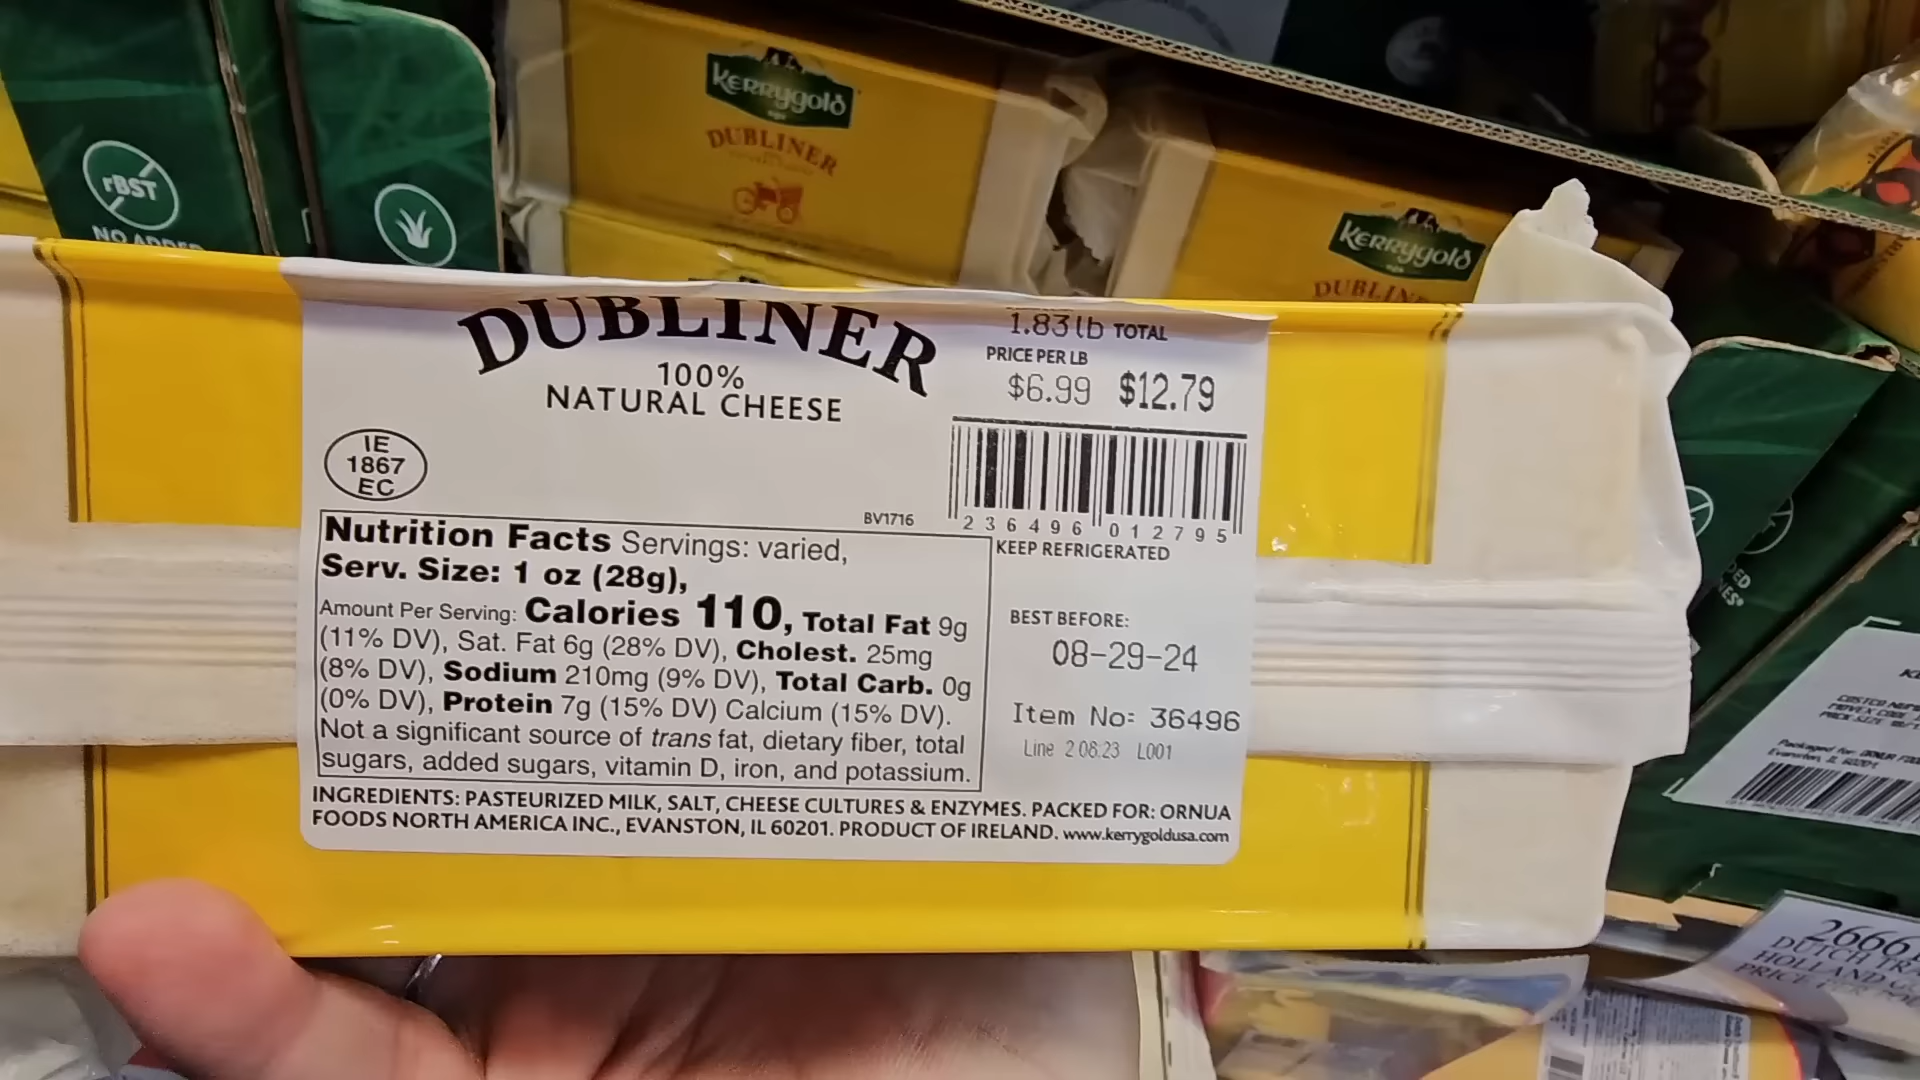 rBST
NO ADDED
Kerrygold
DUBLINER
Kerrygold
DUBLINER
100%
NATURAL CHEESE
1.83 lb TOTAL
PRICE PER LB
$6.99 $12.79
IE
1867
EC
BV1716
2 36496 01279 5
KEEP REFRIGERATED
Nutrition Facts Servings: varied,
Serv. Size: 1 oz (28g),
Amount Per Serving: Calories 110, Total Fat 9g
(11% DV), Sat. Fat 6g (28% DV), Cholest. 25mg
(8% DV), Sodium 210mg (9% DV), Total Carb. 0g
(0% DV), Protein 7g (15% DV) Calcium (15% DV).
Not a significant source of trans fat, dietary fiber, total
sugars, added sugars, vitamin D, iron, and potassium.
BEST BEFORE:
08-29-24
Item No: 36496
Line 2 06:23 L001
INGREDIENTS: PASTEURIZED MILK, SALT, CHEESE CULTURES & ENZYMES. PACKED FOR: ORNUA
FOODS NORTH AMERICA INC., EVANSTON, IL 60201. PRODUCT OF IRELAND. www.kerrygoldusa.com
Evanston, IL 60201
2666
DUTCH
HOLLAND
PRICE PER